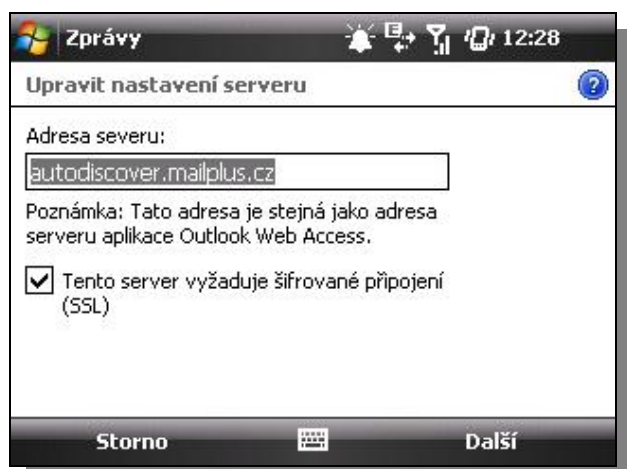 Zprávy 12:28
Upravit nastavení serveru
Adresa severu:
autodiscover.mailplus.cz
Poznámka: Tato adresa je stejná jako adresa
serveru aplikace Outlook Web Access.
Tento server vyžaduje šifrované připojení
(SSL)
Storno Další